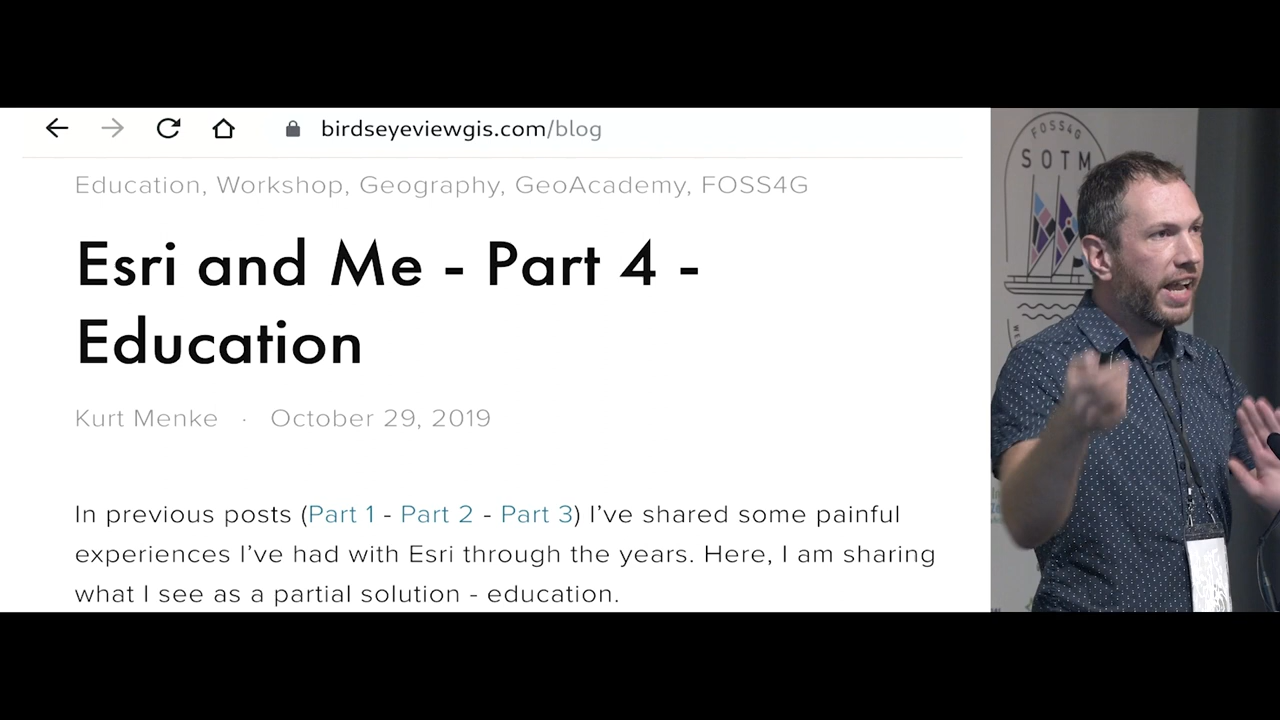 birdseyeviewgis.com/blog
Education, Workshop, Geography, GeoAcademy, FOSS4G
Esri and Me - Part 4 -
Education
Kurt Menke · October 29, 2019
In previous posts (Part 1 - Part 2 - Part 3) I’ve shared some painful
experiences I’ve had with Esri through the years. Here, I am sharing
what I see as a partial solution - education.
FOSS4G
SOTM